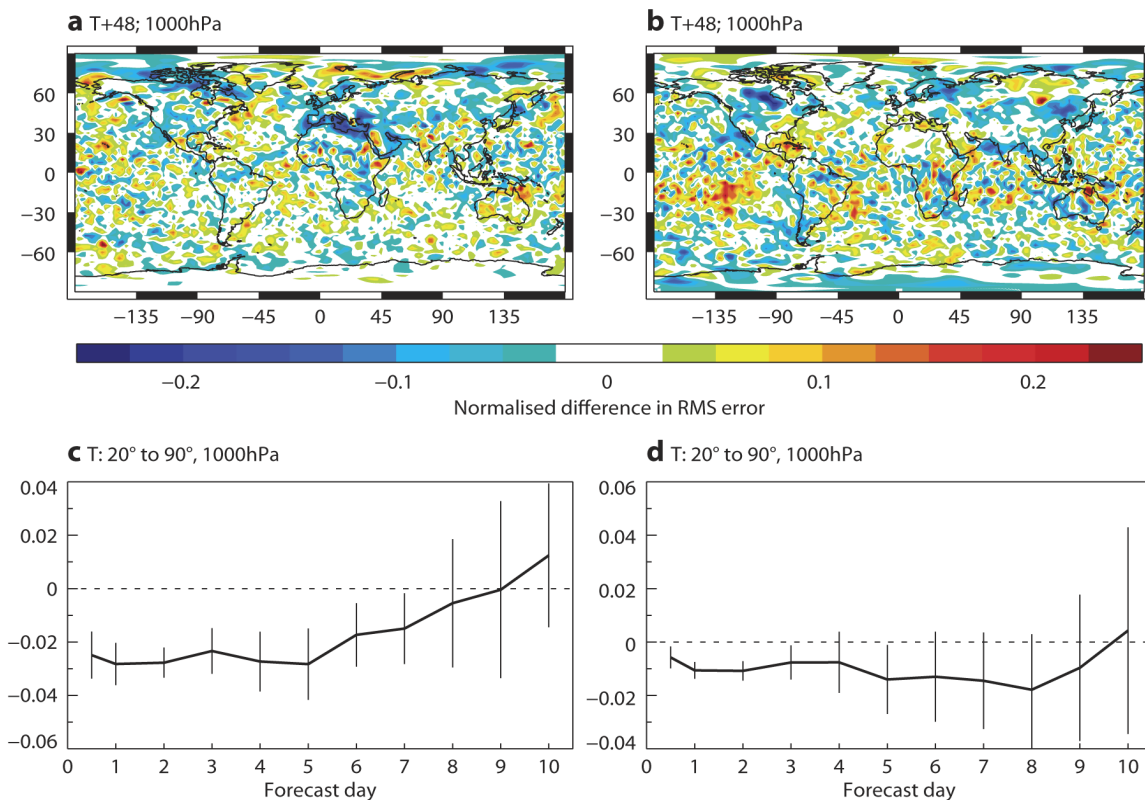 a T+48; 1000hPa
b T+48; 1000hPa
60
30
0
−30
−60
60
30
0
−30
−60
−135 −90 −45 0 45 90 135
−135 −90 −45 0 45 90 135
−0.2 −0.1 0 0.1 0.2
Normalised difference in RMS error
c T: 20° to 90°, 1000hPa
d T: 20° to 90°, 1000hPa
0.04
0.02
0
−0.02
−0.04
−0.06
0 1 2 3 4 5 6 7 8 9 10
Forecast day
0.06
0.04
0.02
0
−0.02
−0.04
0 1 2 3 4 5 6 7 8 9 10
Forecast day